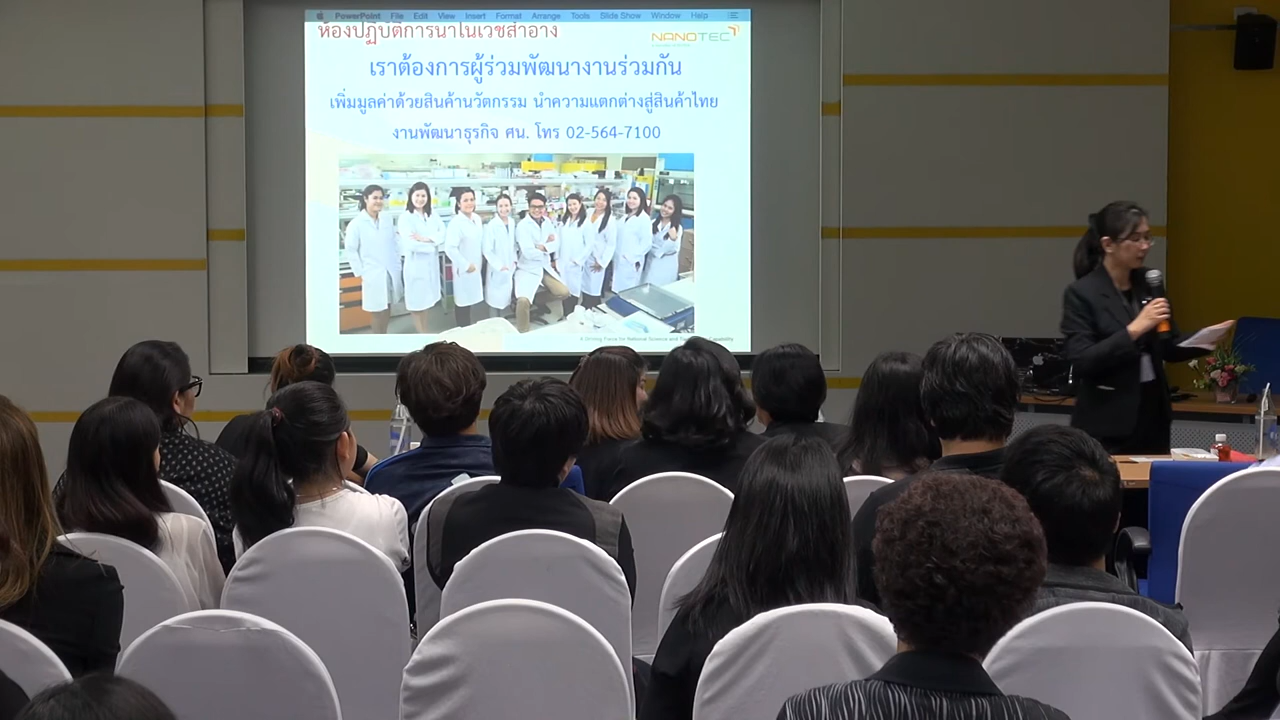 PowerPoint File Edit View Insert Format Arrange Tools Slide Show Window Help
ห้องปฏิบัติการนาโนเวชสำอาง
NANOTEC
เราต้องการผู้ร่วมพัฒนางานร่วมกัน
เพิ่มมูลค่าด้วยสินค้านวัตกรรม นำความแตกต่างสู่สินค้าไทย
งานพัฒนาธุรกิจ ศน. โทร 02-564-7100
A Driving Force for National Science and